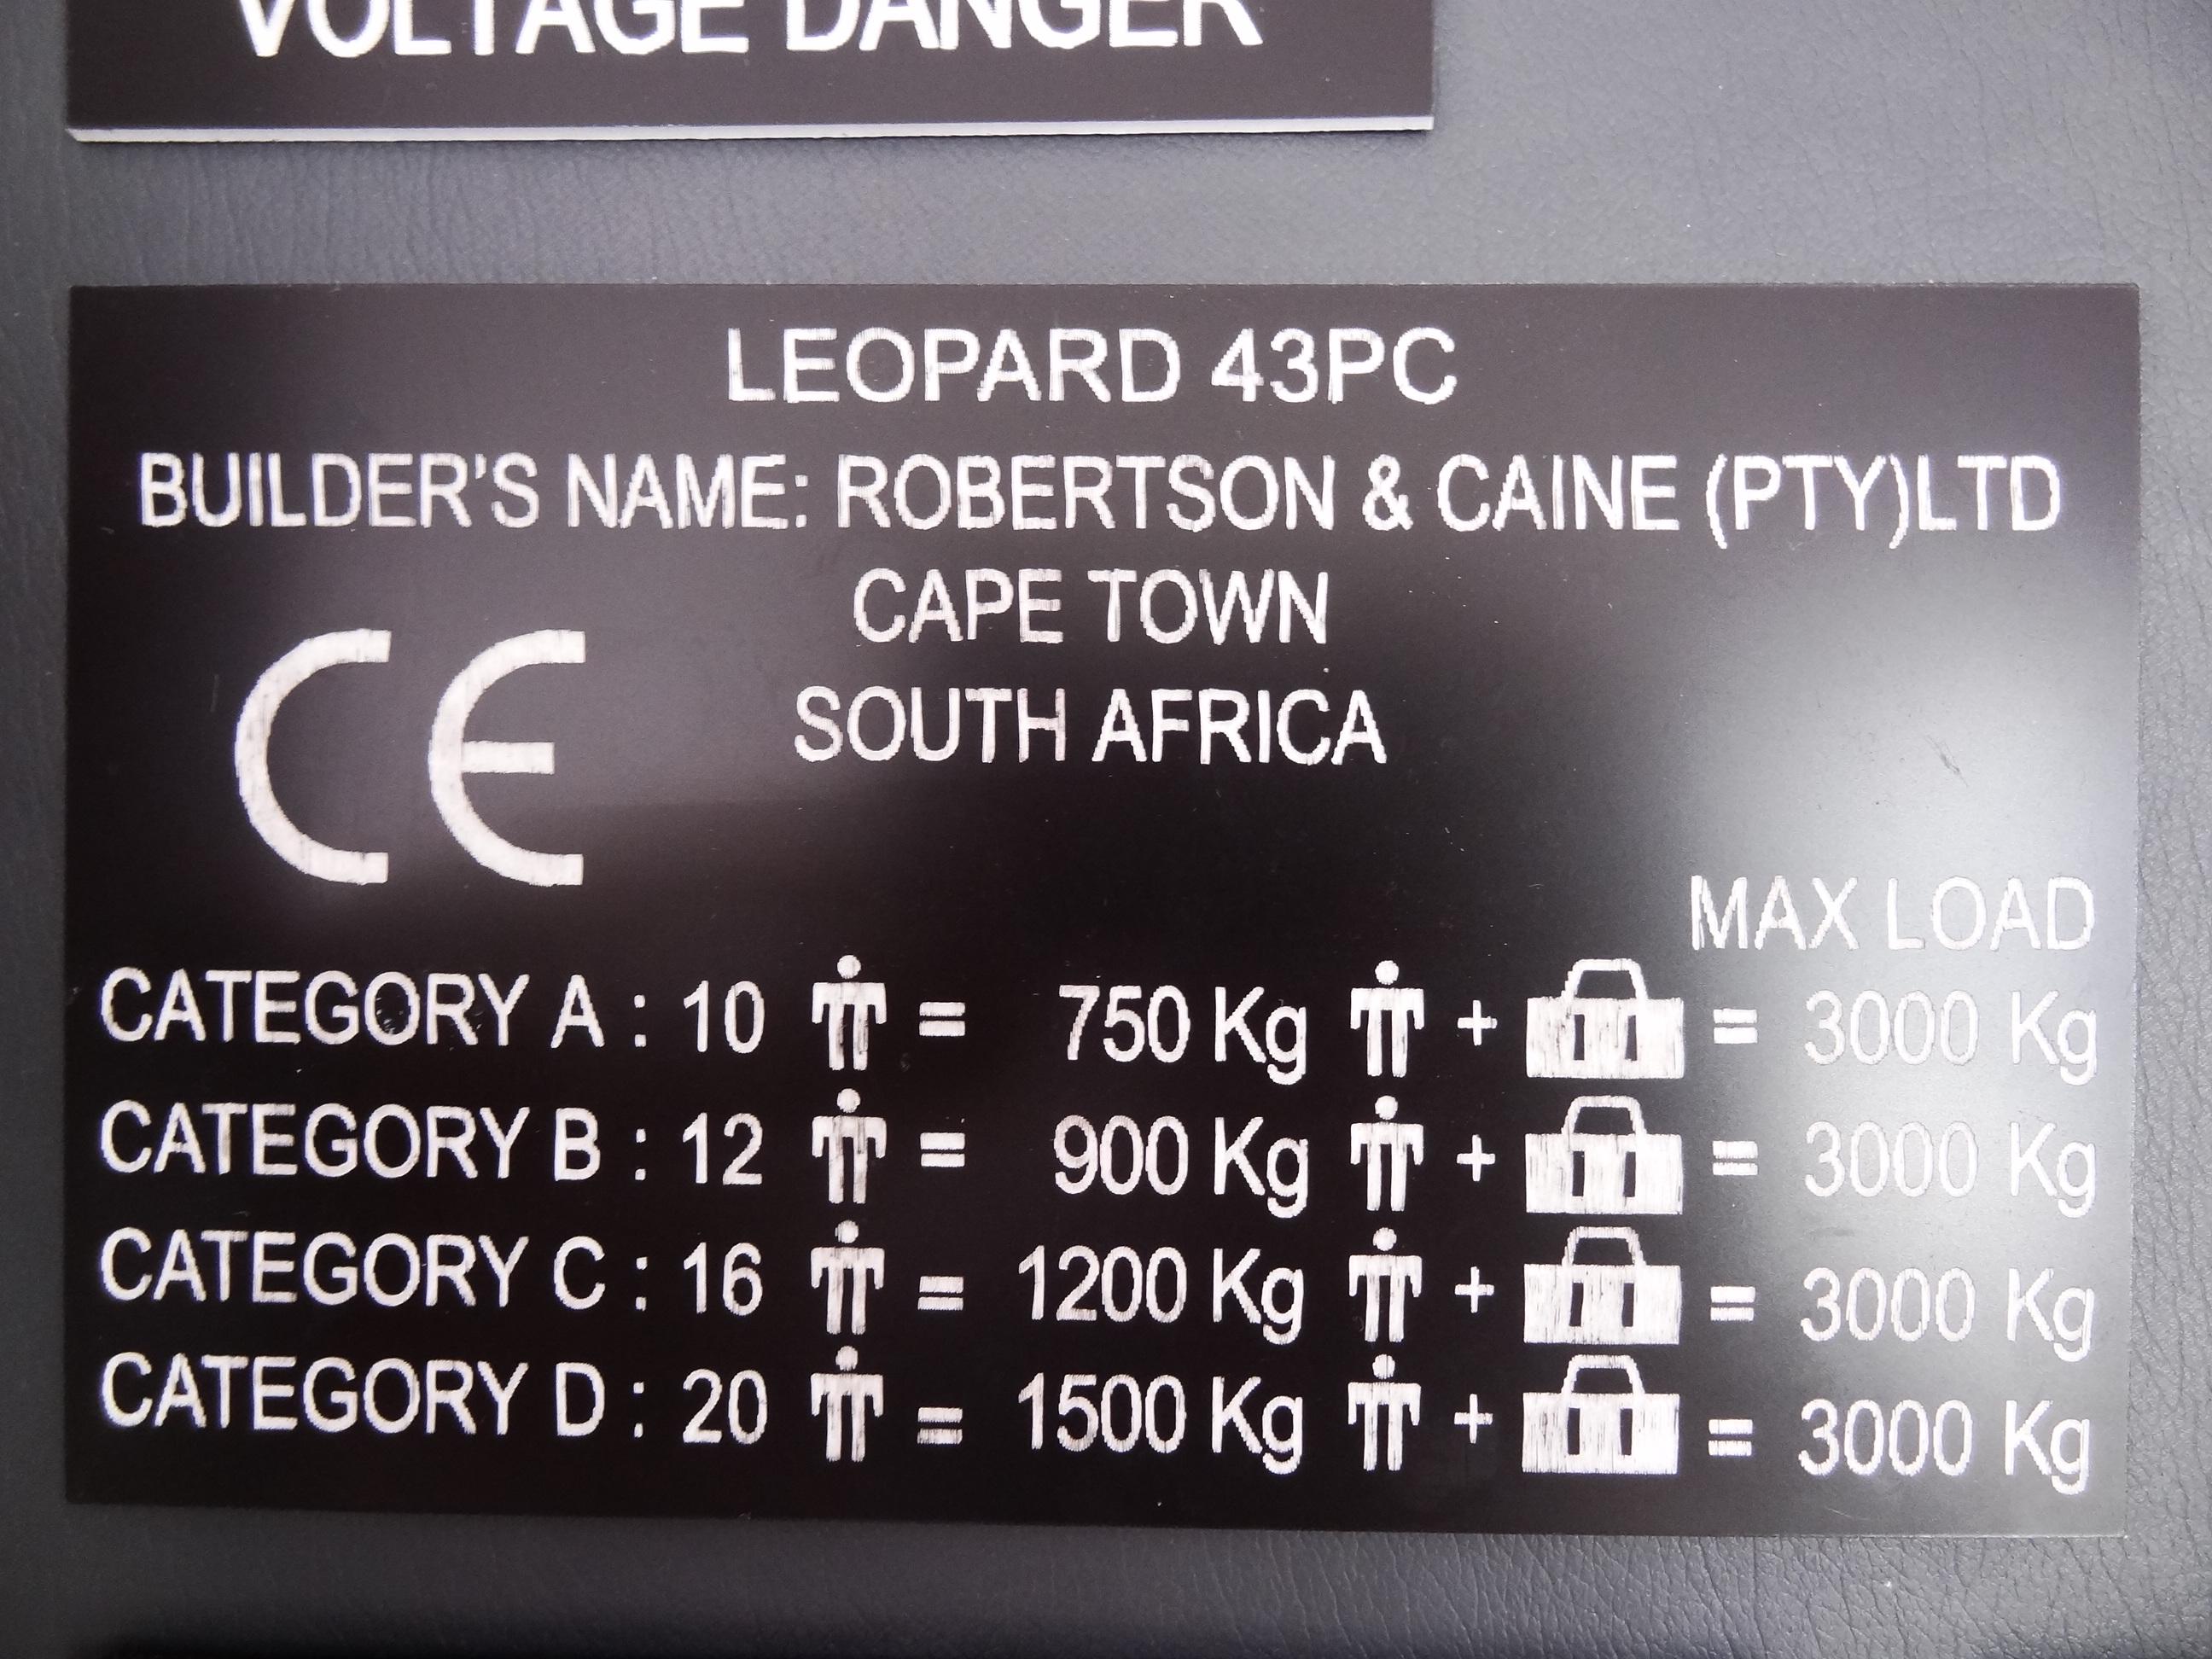 VOLTAGE DANGER
LEOPARD 43PC
BUILDER'S NAME: ROBERTSON & CAINE (PTY)LTD
CAPE TOWN
SOUTH AFRICA
CE
MAX LOAD
CATEGORY A : 10 = 750 Kg + = 3000 Kg
CATEGORY B : 12 = 900 Kg + = 3000 Kg
CATEGORY C : 16 = 1200 Kg + = 3000 Kg
CATEGORY D : 20 = 1500 Kg + = 3000 Kg